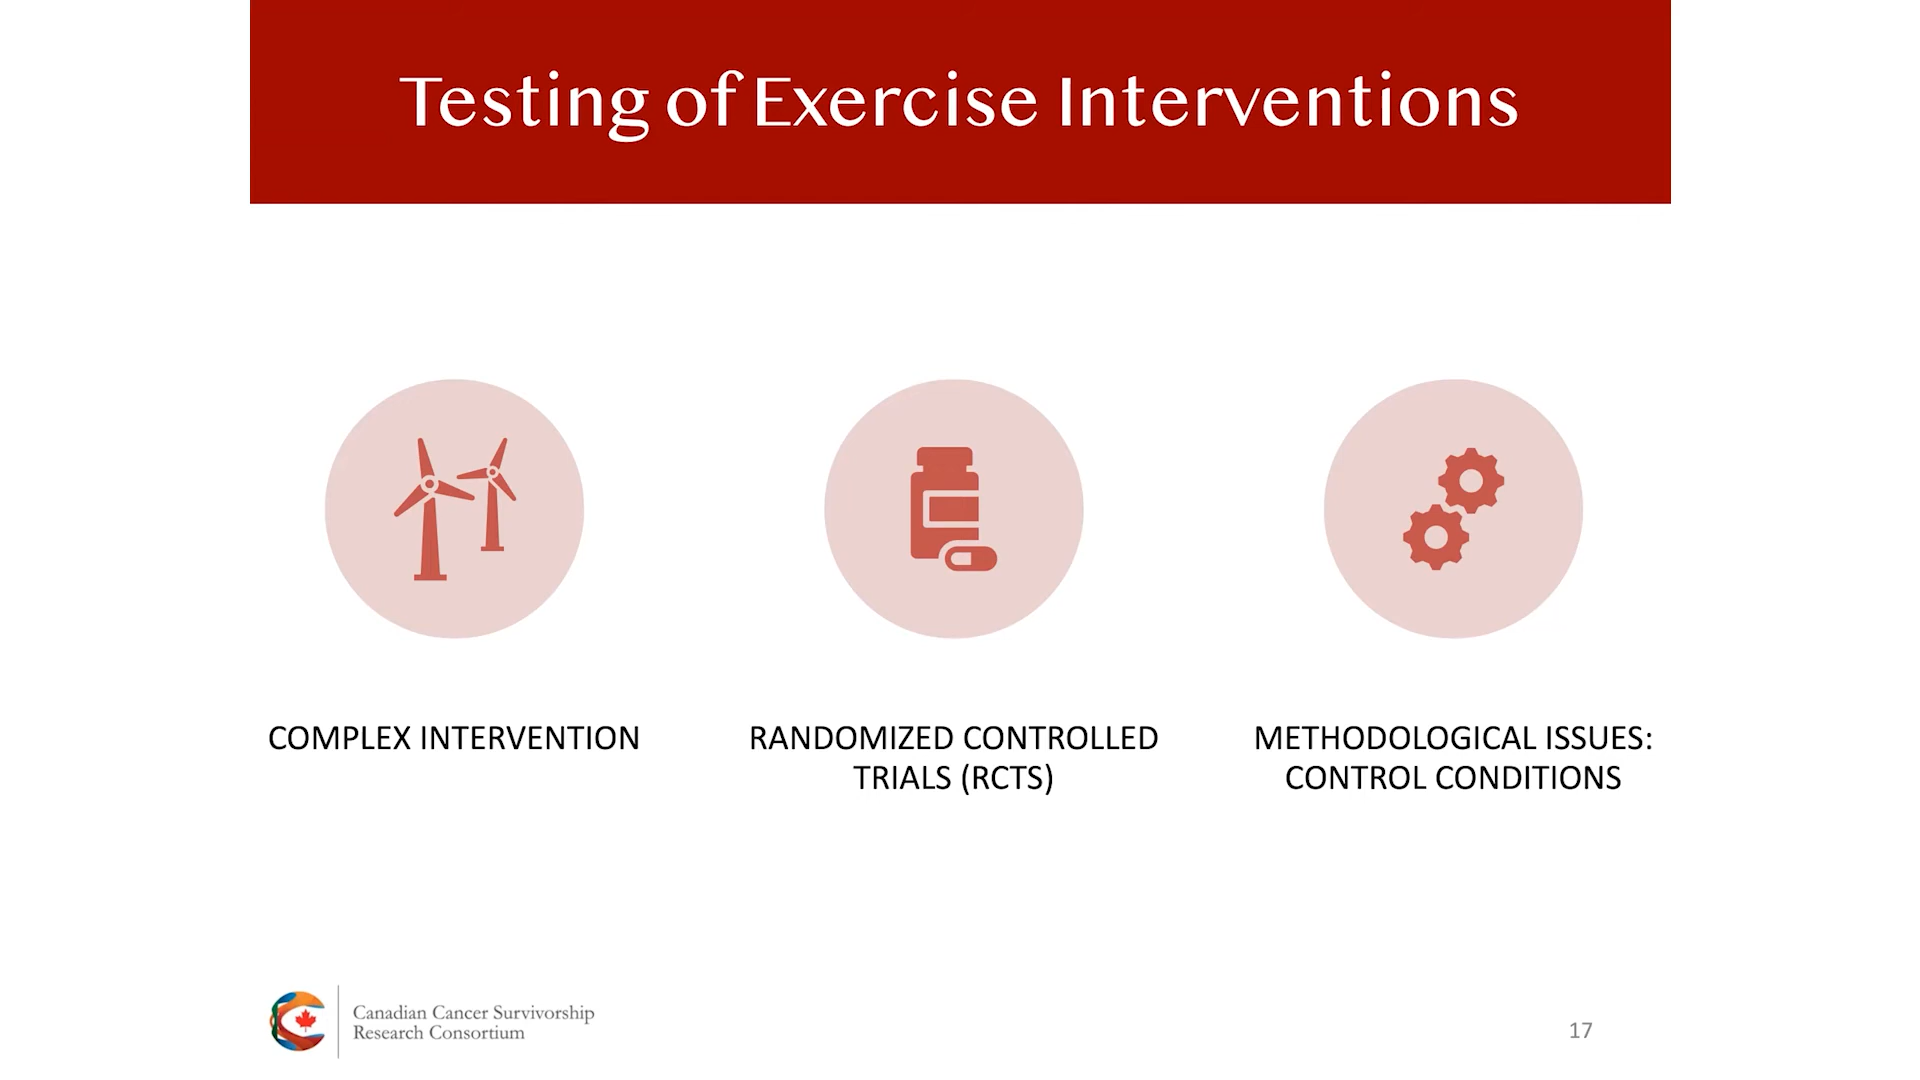 Testing of Exercise Interventions
COMPLEX INTERVENTION
RANDOMIZED CONTROLLED
TRIALS (RCTS)
METHODOLOGICAL ISSUES:
CONTROL CONDITIONS
Canadian Cancer Survivorship
Research Consortium
17